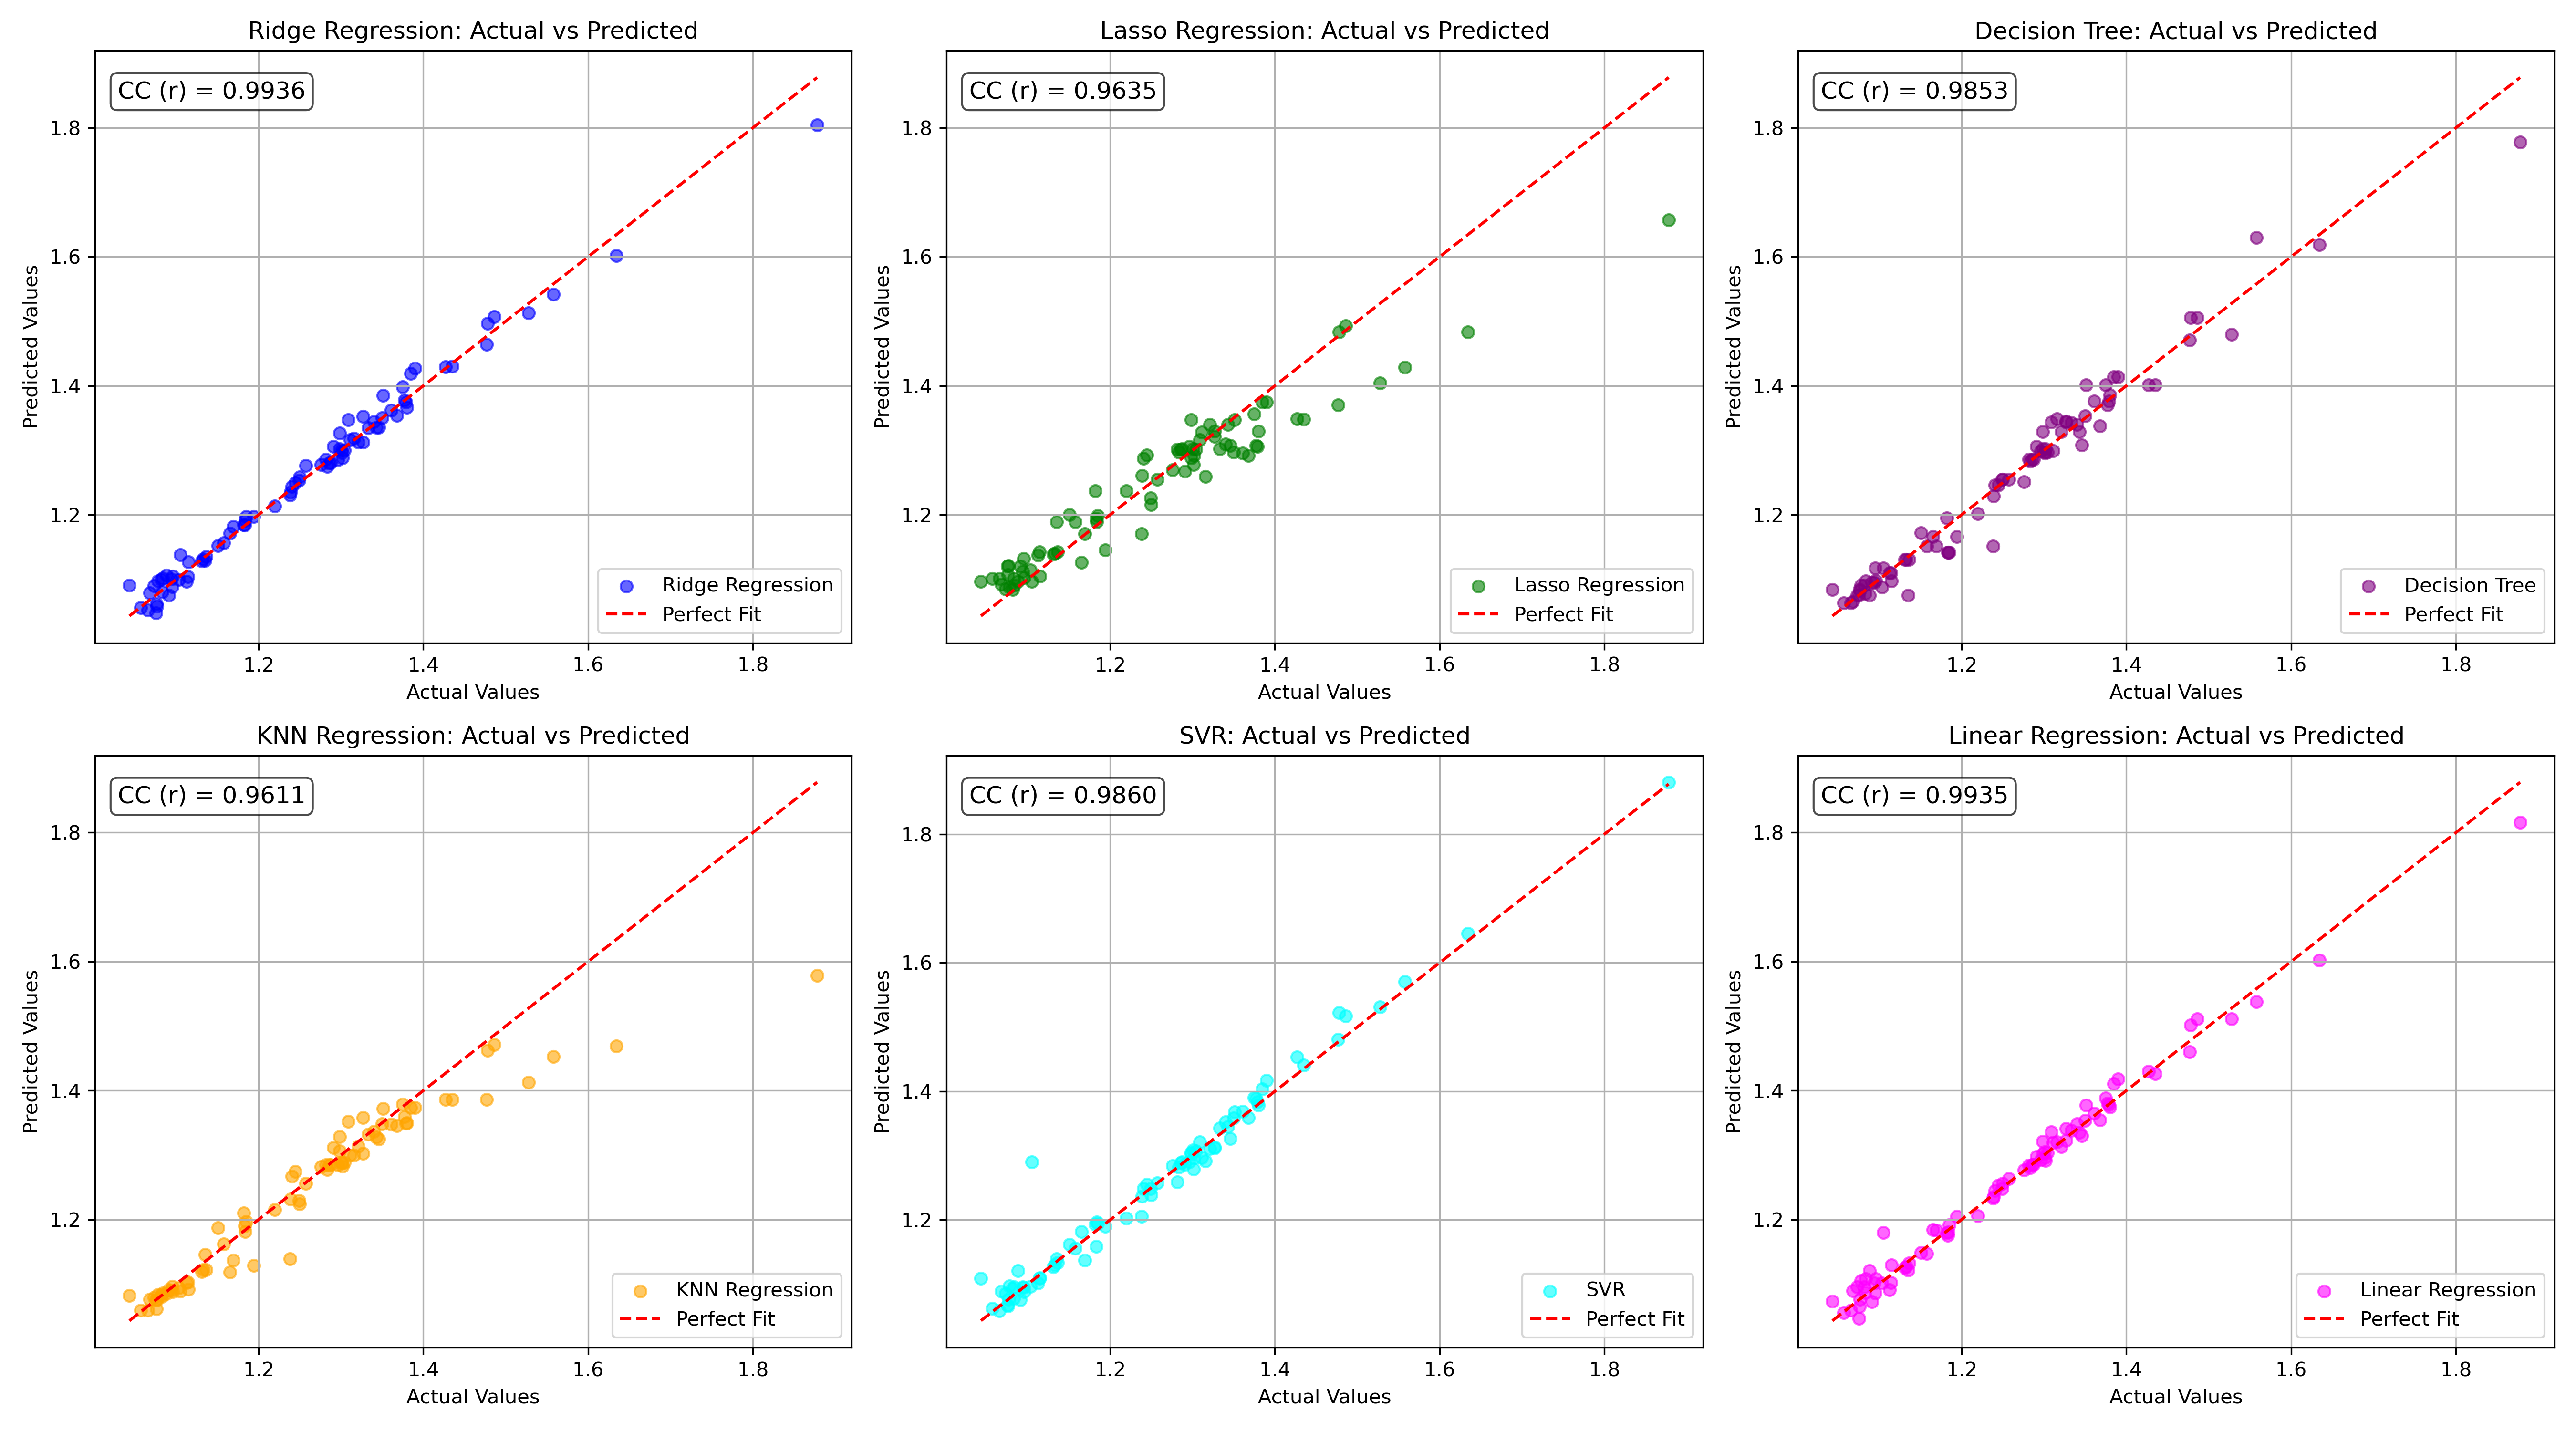 Ridge Regression: Actual vs Predicted
CC (r) = 0.9936
1.8
1.6
1.4
1.2
Predicted Values
Ridge Regression
Perfect Fit
1.2 1.4 1.6 1.8
Actual Values
Lasso Regression: Actual vs Predicted
CC (r) = 0.9635
1.8
1.6
1.4
1.2
Predicted Values
Lasso Regression
Perfect Fit
1.2 1.4 1.6 1.8
Actual Values
Decision Tree: Actual vs Predicted
CC (r) = 0.9853
1.8
1.6
1.4
1.2
Predicted Values
Decision Tree
Perfect Fit
1.2 1.4 1.6 1.8
Actual Values
KNN Regression: Actual vs Predicted
CC (r) = 0.9611
1.8
1.6
1.4
1.2
Predicted Values
KNN Regression
Perfect Fit
1.2 1.4 1.6 1.8
Actual Values
SVR: Actual vs Predicted
CC (r) = 0.9860
1.8
1.6
1.4
1.2
Predicted Values
SVR
Perfect Fit
1.2 1.4 1.6 1.8
Actual Values
Linear Regression: Actual vs Predicted
CC (r) = 0.9935
1.8
1.6
1.4
1.2
Predicted Values
Linear Regression
Perfect Fit
1.2 1.4 1.6 1.8
Actual Values